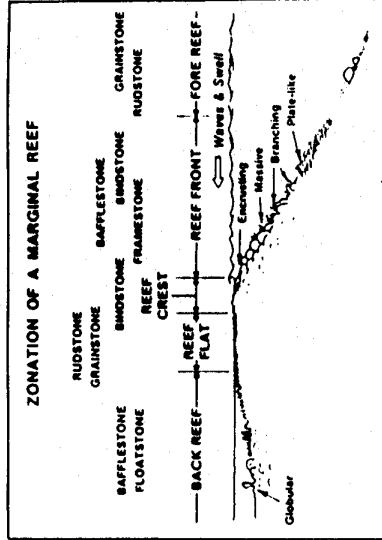 ZONATION OF A MARGINAL REEF
RUDSTONE
GRAINSTONE
BAFFLESTONE
BAFFLESTONE
FLOATSTONE
BINDSTONE
BINDSTONE
FRAMESTONE
GRAINSTONE
RUDSTONE
REEF
CREST
BACK REEF
REEF
FLAT
REEF FRONT
FORE REEF
Waves & Swell
Encrusting
Massive
Branching
Plate-like
Globular